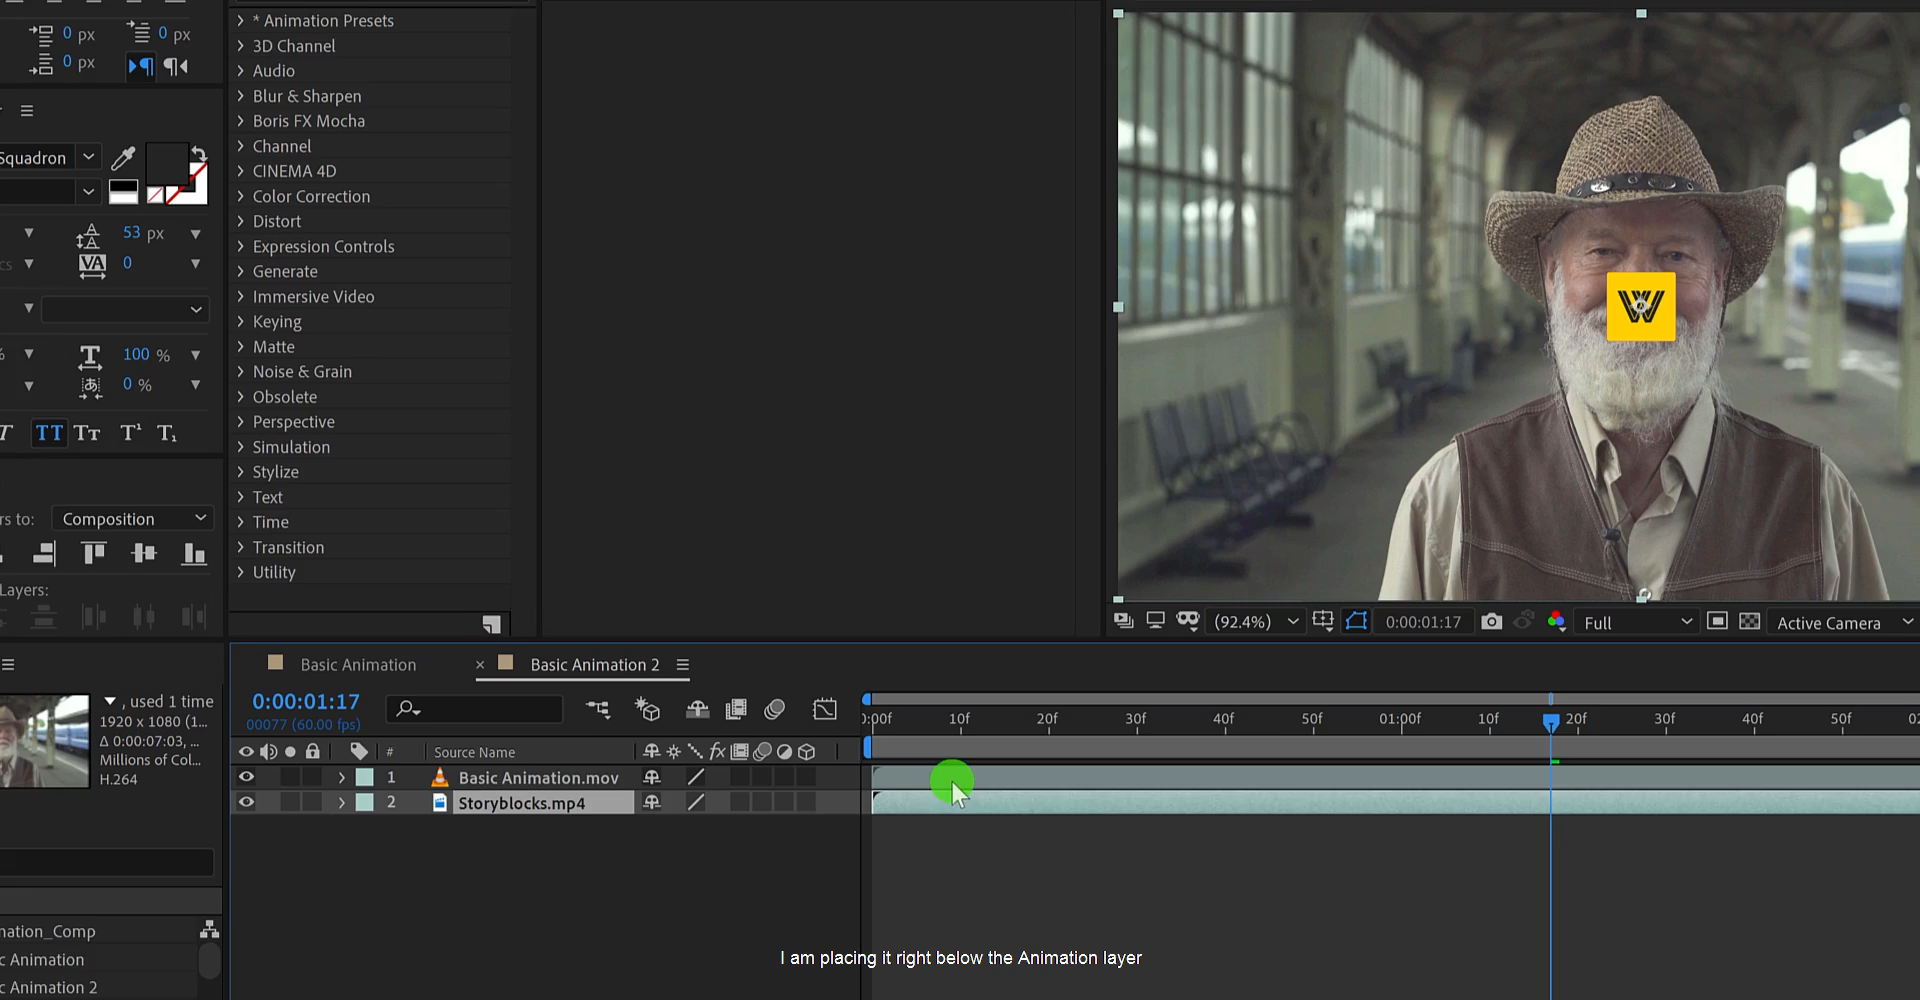 0 px
0 px
0 px
Squadron
53 px
VA 0
100 %
0 %
TT Tт T¹ T₁
rs to: Composition
Layers:
* Animation Presets
3D Channel
Audio
Blur & Sharpen
Boris FX Mocha
Channel
CINEMA 4D
Color Correction
Distort
Expression Controls
Generate
Immersive Video
Keying
Matte
Noise & Grain
Obsolete
Perspective
Simulation
Stylize
Text
Time
Transition
Utility
W
(92.4%)
0:00:01:17
Full
Active Camera
, used 1 time
1920 x 1080 (1...
Δ 0:00:07:03, ...
Millions of Col...
H.264
nation_Comp
c Animation
c Animation 2
Basic Animation
× Basic Animation 2
0:00:01:17
00077 (60.00 fps)
# Source Name
fx
1 Basic Animation.mov
2 Storyblocks.mp4
):00f 10f 20f 30f 40f 50f 01:00f 10f 20f 30f 40f 50f 02
I am placing it right below the Animation layer